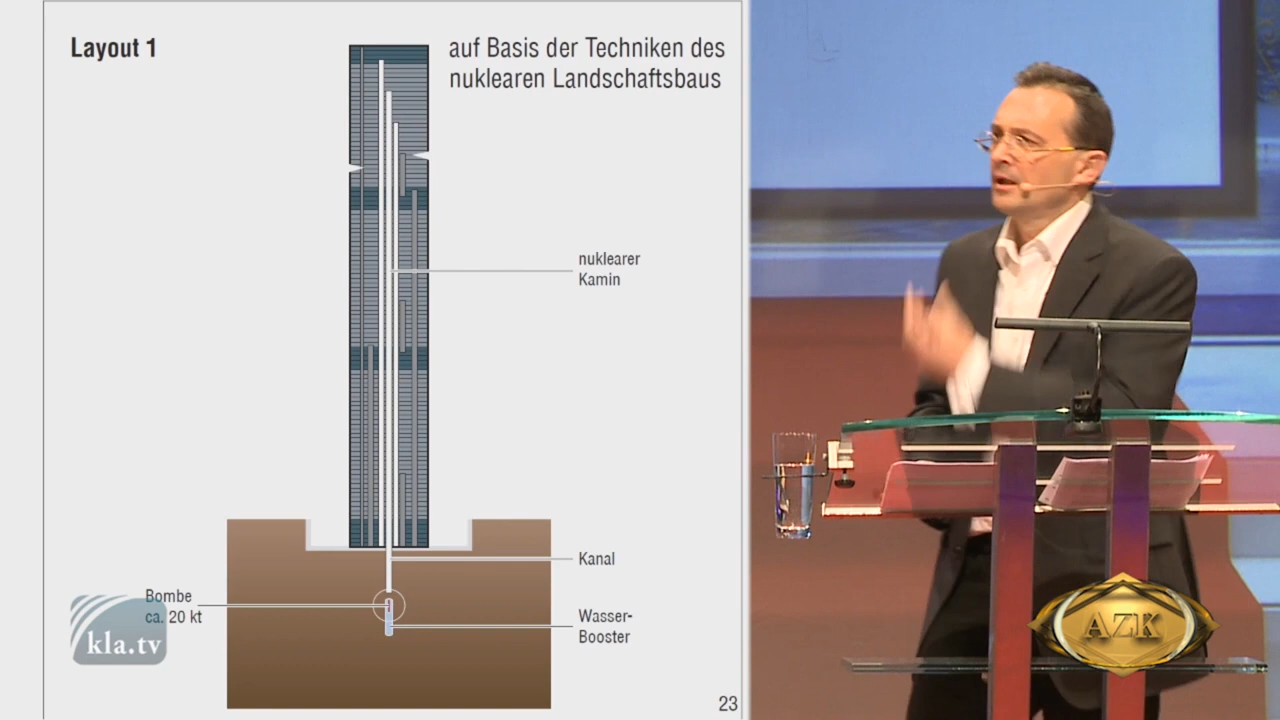 Layout 1
auf Basis der Techniken des
nuklearen Landschaftsbaus
nuklearer
Kamin
Kanal
Bombe
ca. 20 kt
Wasser-
Booster
kla.tv
23
AZK